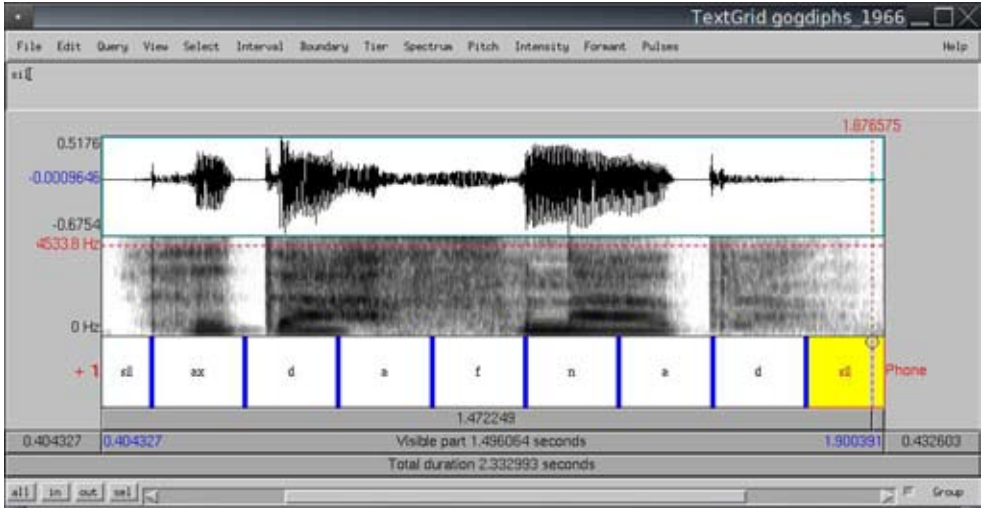 TextGrid gogdiphs_1966
File Edit Query View Select Interval Boundary Tier Spectrum Pitch Intensity Formant Pulses Help
sil
1.876575
0.5176
-0.0009646
-0.6754
4533.8 Hz
0 Hz
+ 1 sil ax d a f n a d sil Phone
1.472249
0.404327 0.404327 Visible part 1.496064 seconds 1.900391 0.432603
Total duration 2.332993 seconds
all in out sel Group